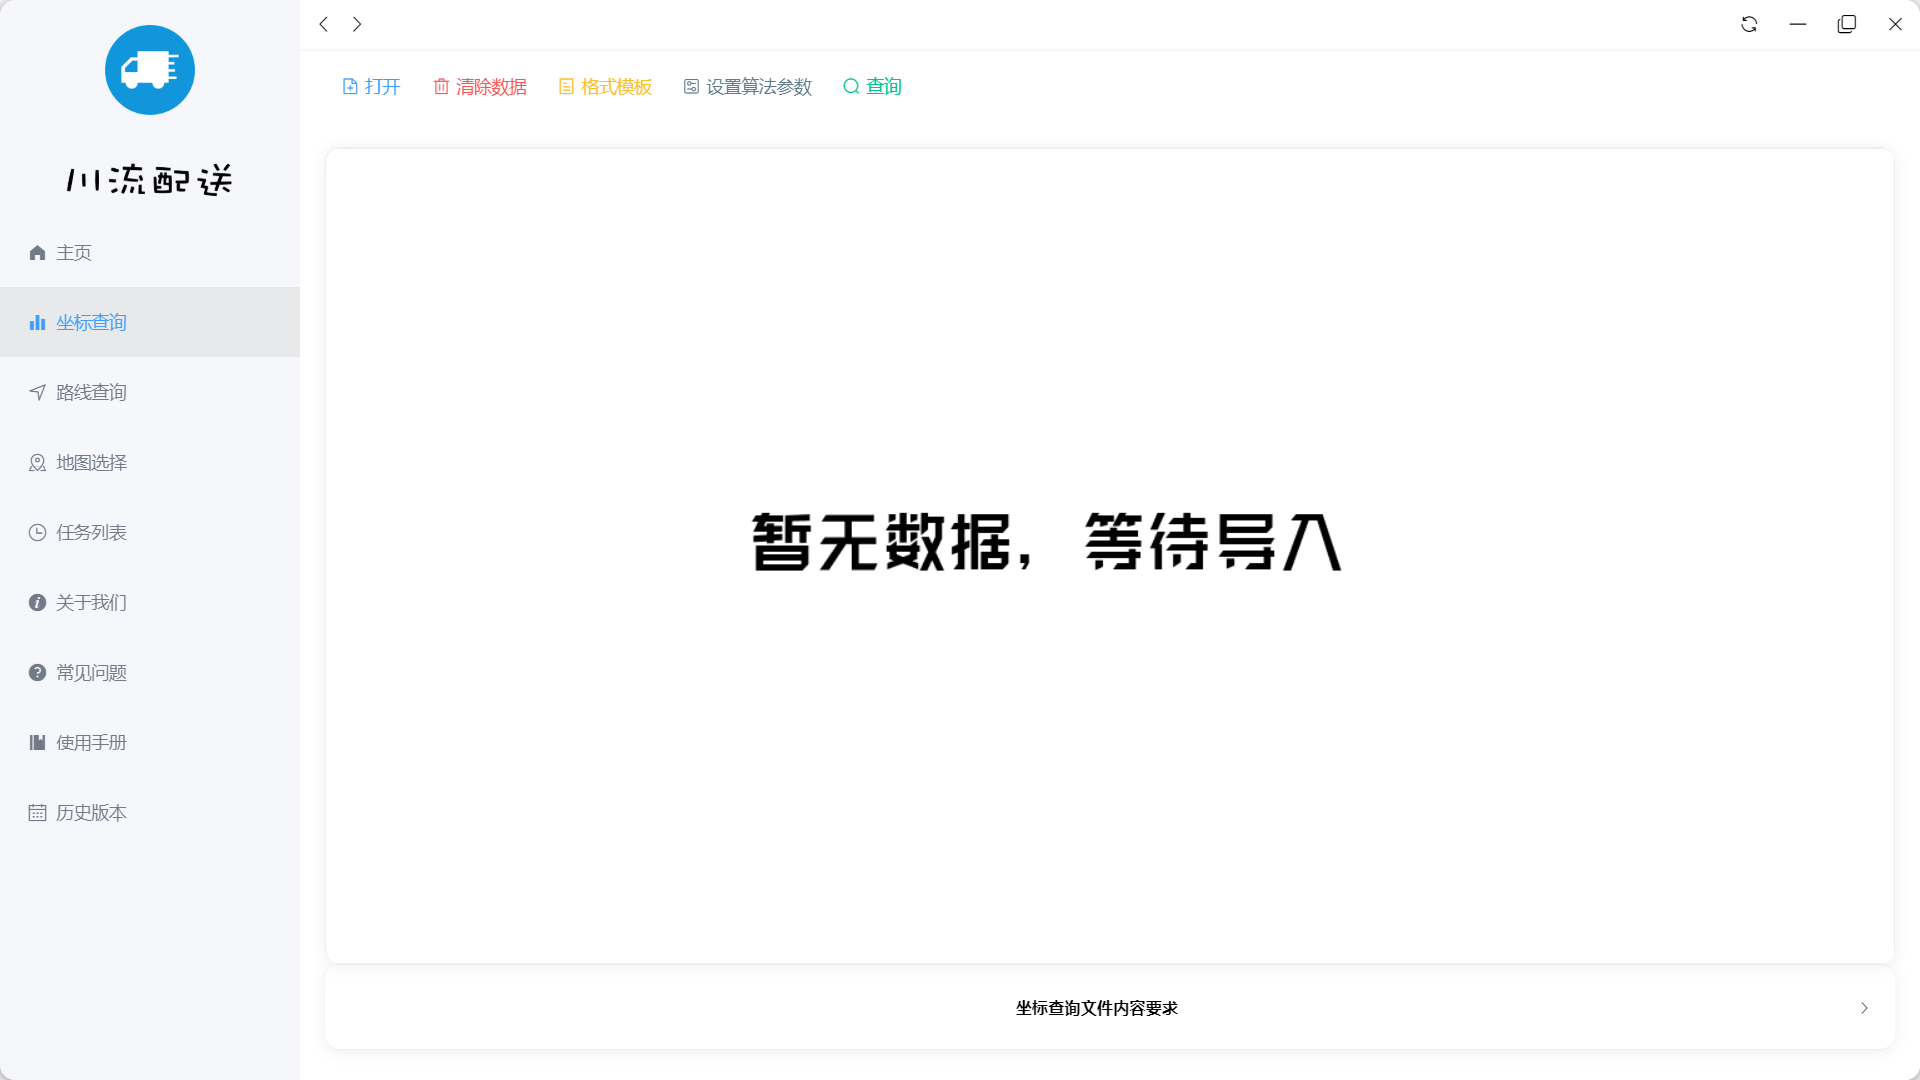 川流配送
主页
坐标查询
路线查询
地图选择
任务列表
关于我们
常见问题
使用手册
历史版本
打开 清除数据 格式模板 设置算法参数 查询
暂无数据，等待导入
坐标查询文件内容要求